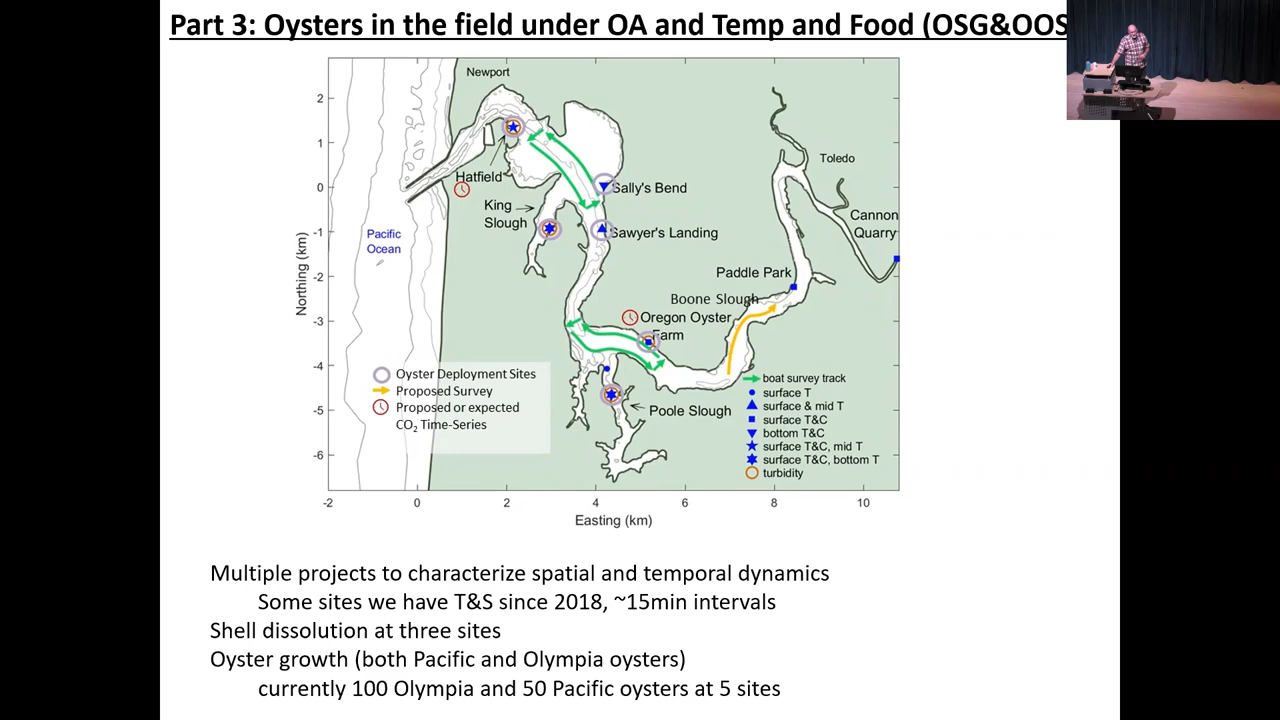 Part 3: Oysters in the field under OA and Temp and Food (OSG&OOS
Newport
Toledo
Hatfield
Sally's Bend
King
Slough
Cannon
Quarry
Sawyer's Landing
Pacific
Ocean
Paddle Park
Boone Slough
Oregon Oyster
Farm
Poole Slough
Northing (km)
2
1
0
-1
-2
-3
-4
-5
-6
Oyster Deployment Sites
Proposed Survey
Proposed or expected
CO2 Time-Series
boat survey track
surface T
surface & mid T
surface T&C
bottom T&C
surface T&C, mid T
surface T&C, bottom T
turbidity
-2 0 2 4 6 8 10
Easting (km)
Multiple projects to characterize spatial and temporal dynamics
Some sites we have T&S since 2018, ~15min intervals
Shell dissolution at three sites
Oyster growth (both Pacific and Olympia oysters)
currently 100 Olympia and 50 Pacific oysters at 5 sites